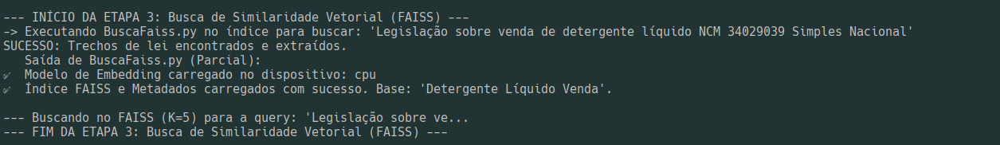 --- INÍCIO DA ETAPA 3: Busca de Similaridade Vetorial (FAISS) ---
-> Executando BuscaFaiss.py no índice para buscar: 'Legislação sobre venda de detergente líquido NCM 34029039 Simples Nacional'
SUCESSO: Trechos de lei encontrados e extraídos.
Saída de BuscaFaiss.py (Parcial):
✓ Modelo de Embedding carregado no dispositivo: cpu
✓ Índice FAISS e Metadados carregados com sucesso. Base: 'Detergente Líquido Venda'.
--- Buscando no FAISS (K=5) para a query: 'Legislação sobre ve...
--- FIM DA ETAPA 3: Busca de Similaridade Vetorial (FAISS) ---